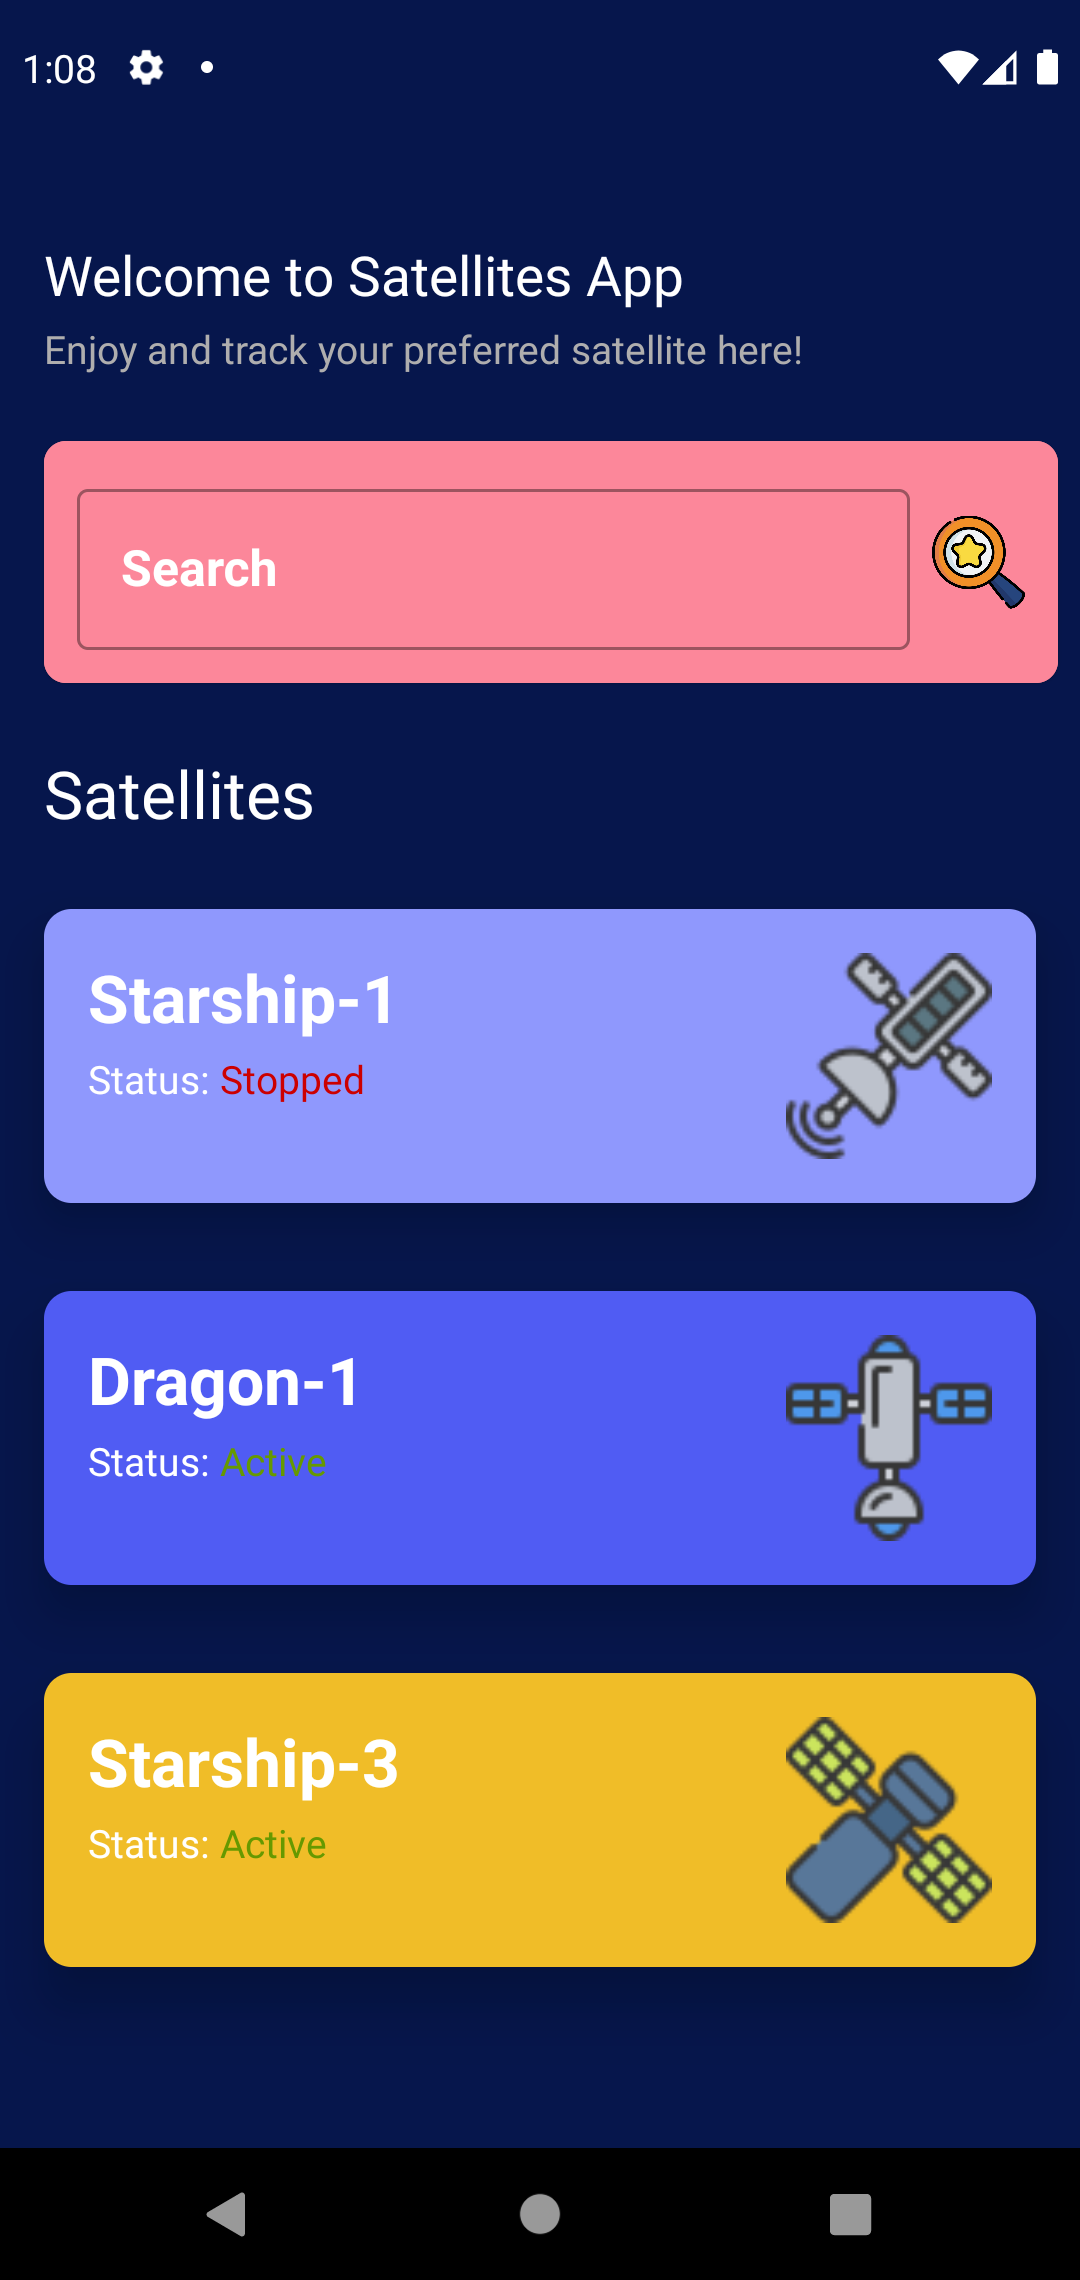 1:08
Welcome to Satellites App
Enjoy and track your preferred satellite here!
Search
Satellites
Starship-1
Status: Stopped
Dragon-1
Status: Active
Starship-3
Status: Active